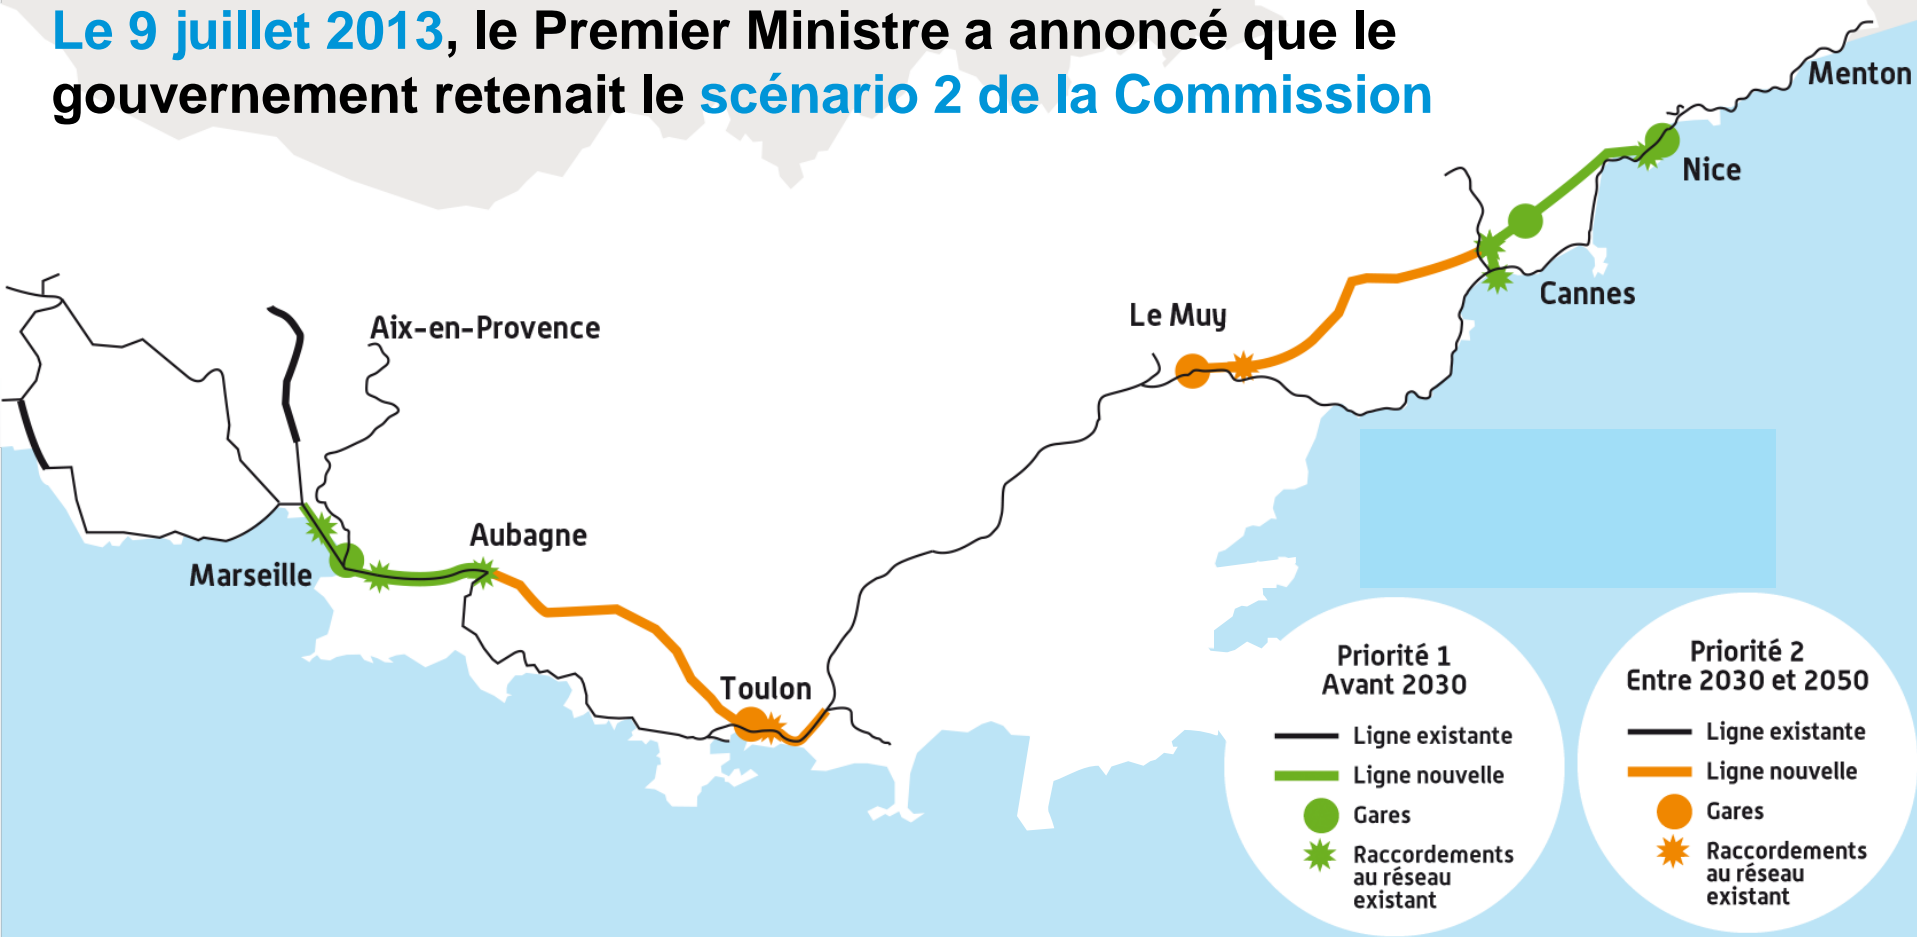 Le 9 juillet 2013, le Premier Ministre a annoncé que le
gouvernement retenait le scénario 2 de la Commission
Menton
Nice
Cannes
Le Muy
Aix-en-Provence
Aubagne
Marseille
Toulon
Priorité 1
Avant 2030
Ligne existante
Ligne nouvelle
Gares
Raccordements
au réseau
existant
Priorité 2
Entre 2030 et 2050
Ligne existante
Ligne nouvelle
Gares
Raccordements
au réseau
existant